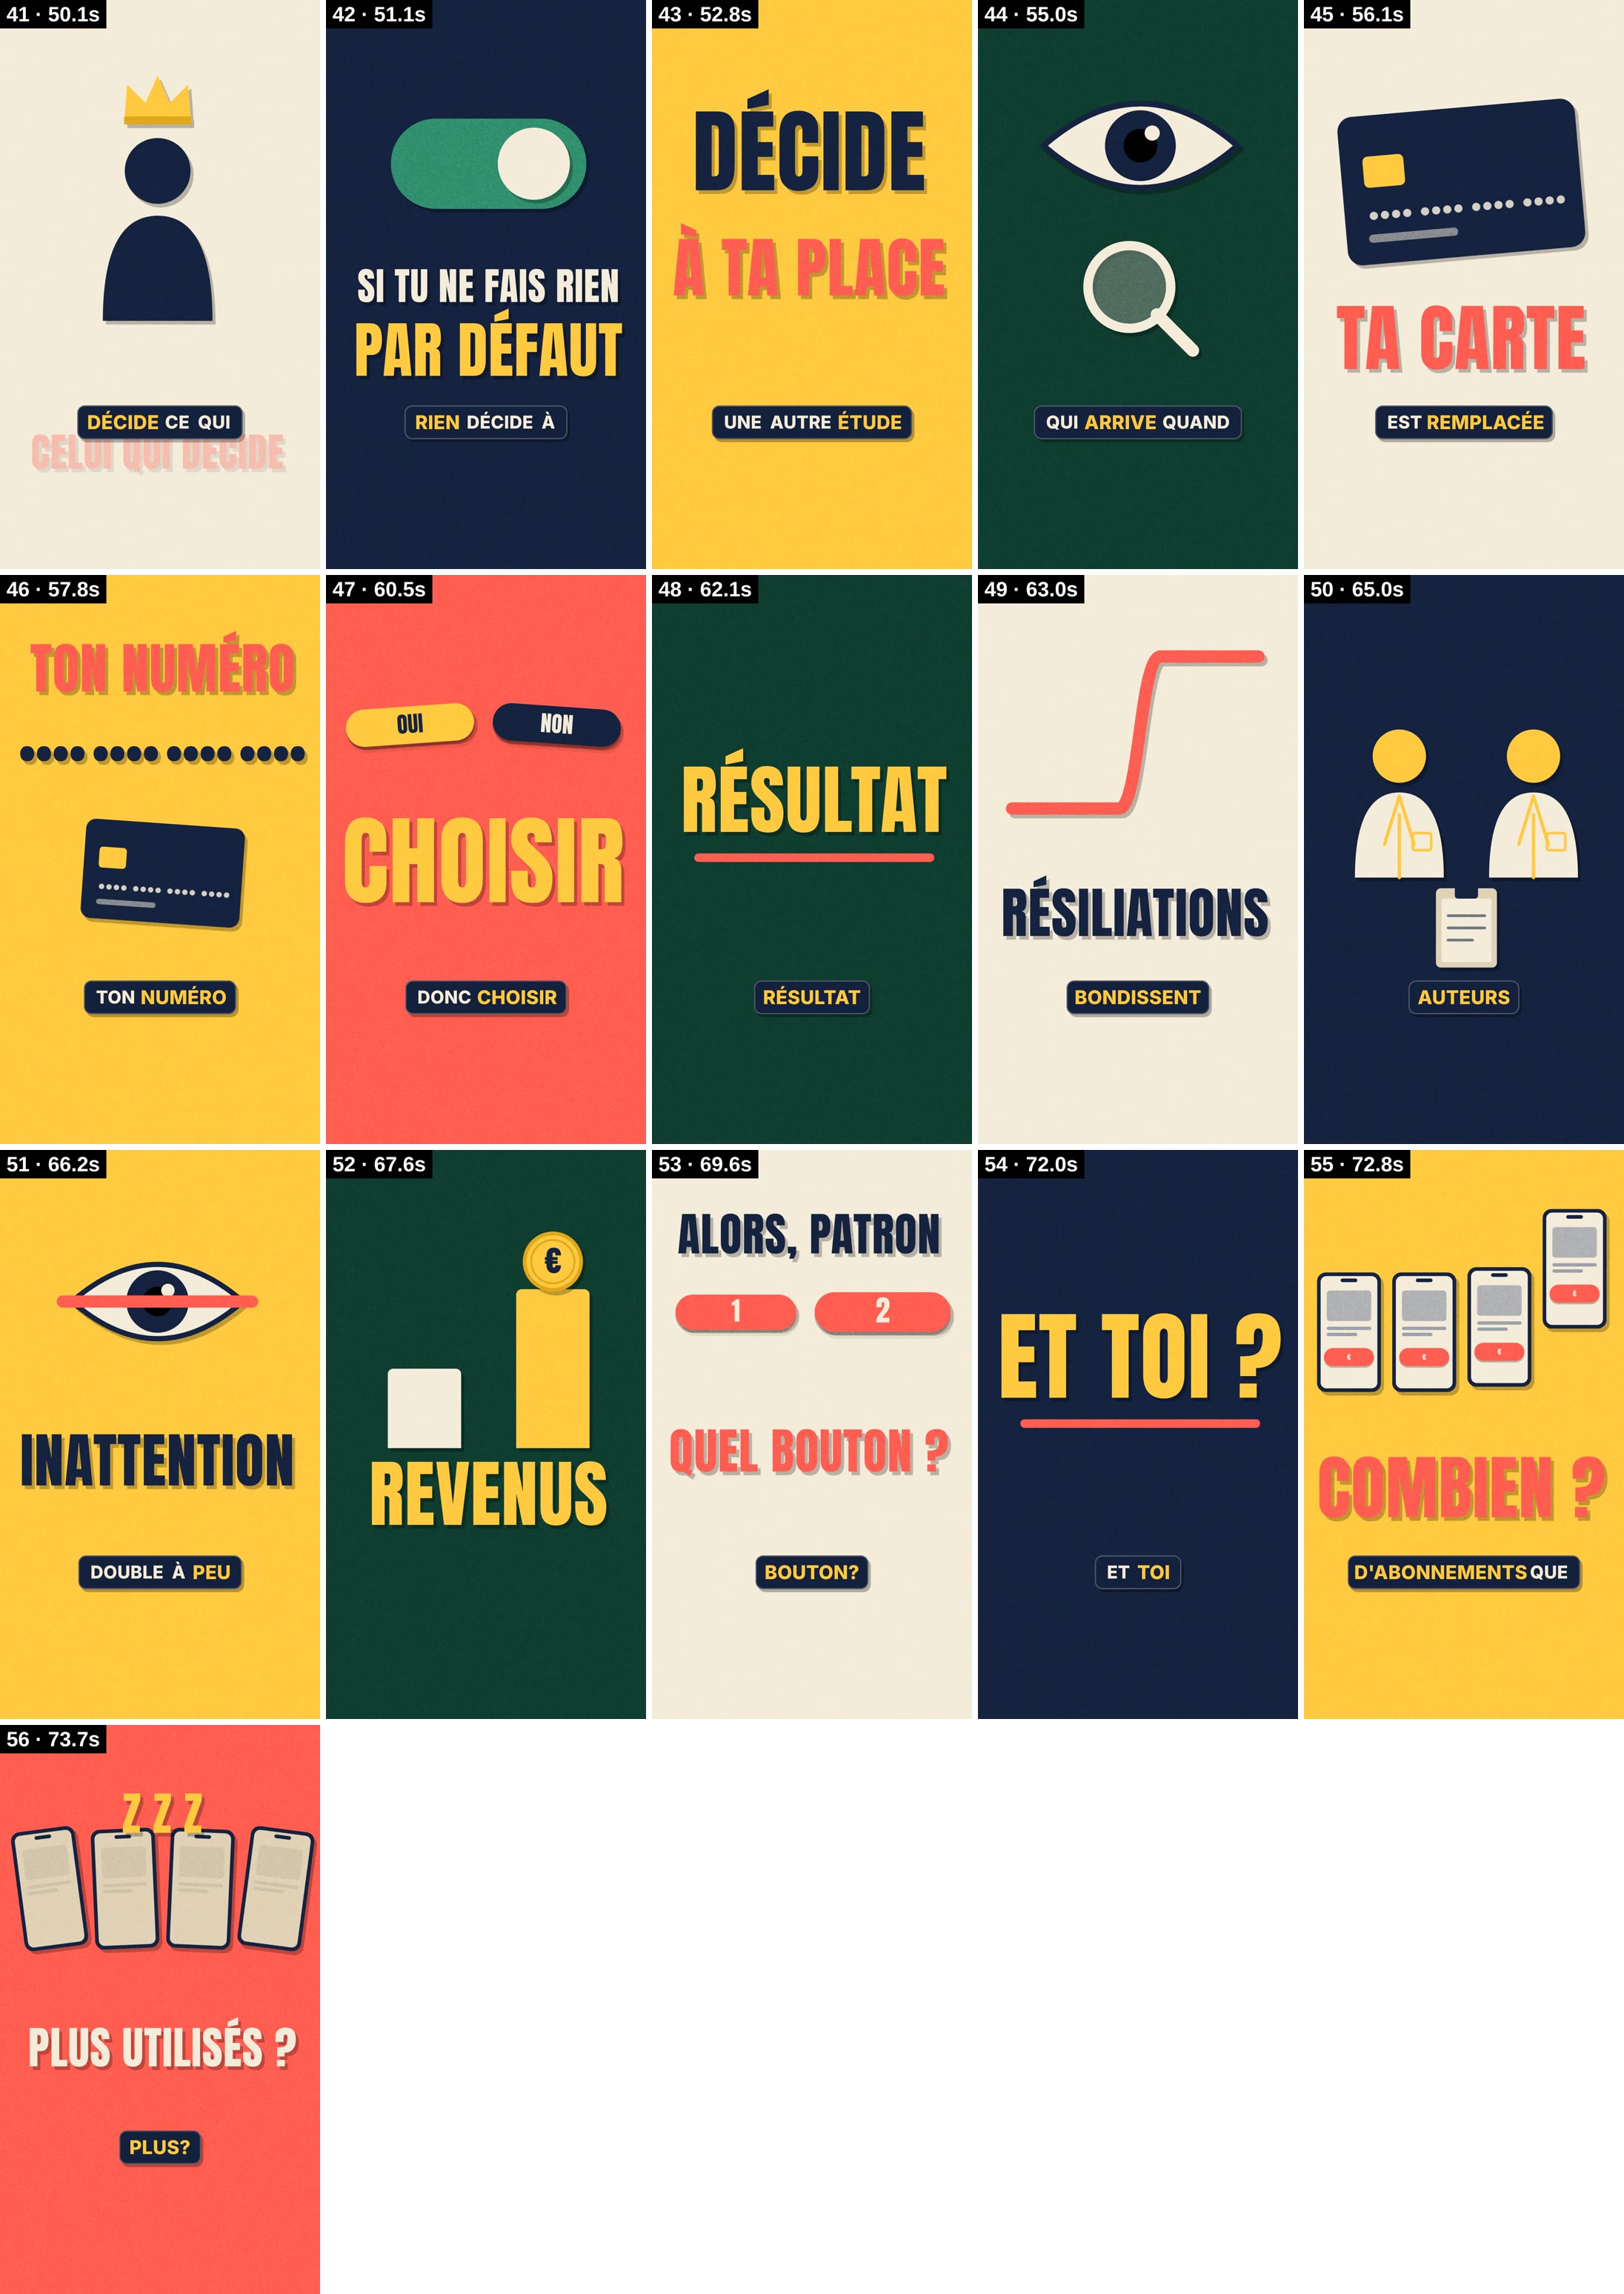 41 · 50.1s
DÉCIDE CE QUI
CELUI QUI DÉCIDE
42 · 51.1s
SI TU NE FAIS RIEN
PAR DÉFAUT
RIEN DÉCIDE À
43 · 52.8s
DÉCIDE
À TA PLACE
UNE AUTRE ÉTUDE
44 · 55.0s
QUI ARRIVE QUAND
45 · 56.1s
TA CARTE
EST REMPLACÉE
46 · 57.8s
TON NUMÉRO
TON NUMÉRO
47 · 60.5s
OUI
NON
CHOISIR
DONC CHOISIR
48 · 62.1s
RÉSULTAT
RÉSULTAT
49 · 63.0s
RÉSILIATIONS
BONDISSENT
50 · 65.0s
AUTEURS
51 · 66.2s
INATTENTION
DOUBLE À PEU
52 · 67.6s
€
REVENUS
53 · 69.6s
ALORS, PATRON
1
2
QUEL BOUTON ?
BOUTON?
54 · 72.0s
ET TOI ?
ET TOI
55 · 72.8s
€
€
€
€
COMBIEN ?
D'ABONNEMENTS QUE
56 · 73.7s
Z Z Z
PLUS UTILISÉS ?
PLUS?